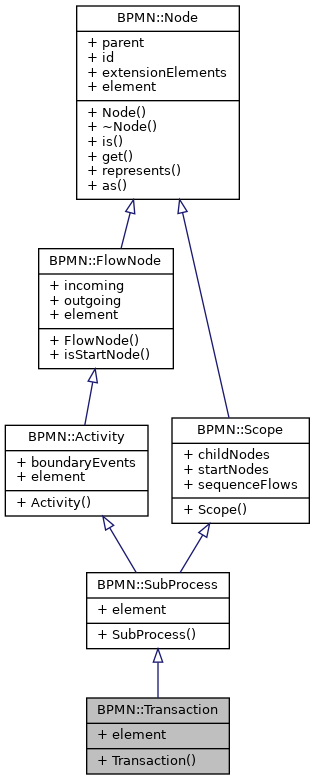 BPMN::Node
+ parent
+ id
+ extensionElements
+ element
+ Node()
+ ~Node()
+ is()
+ get()
+ represents()
+ as()
BPMN::FlowNode
+ incoming
+ outgoing
+ element
+ FlowNode()
+ isStartNode()
BPMN::Activity
+ boundaryEvents
+ element
+ Activity()
BPMN::Scope
+ childNodes
+ startNodes
+ sequenceFlows
+ Scope()
BPMN::SubProcess
+ element
+ SubProcess()
BPMN::Transaction
+ element
+ Transaction()